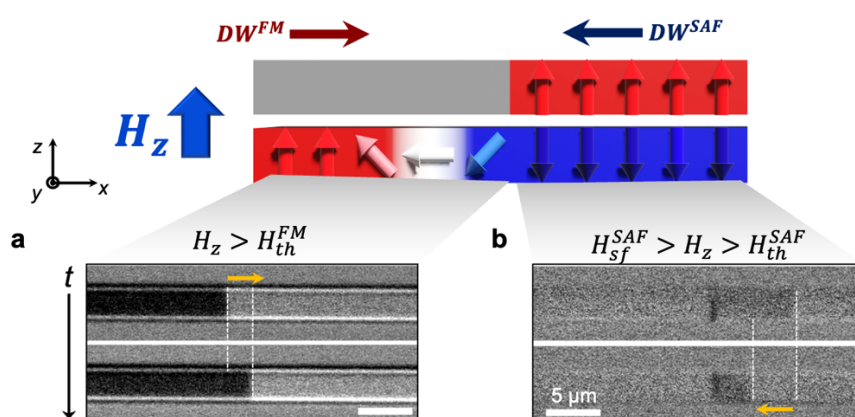 DW^FM DW^SAF
H_z
z
y x
a H_z > H_th^FM b H_sf^SAF > H_z > H_th^SAF
t
5 μm